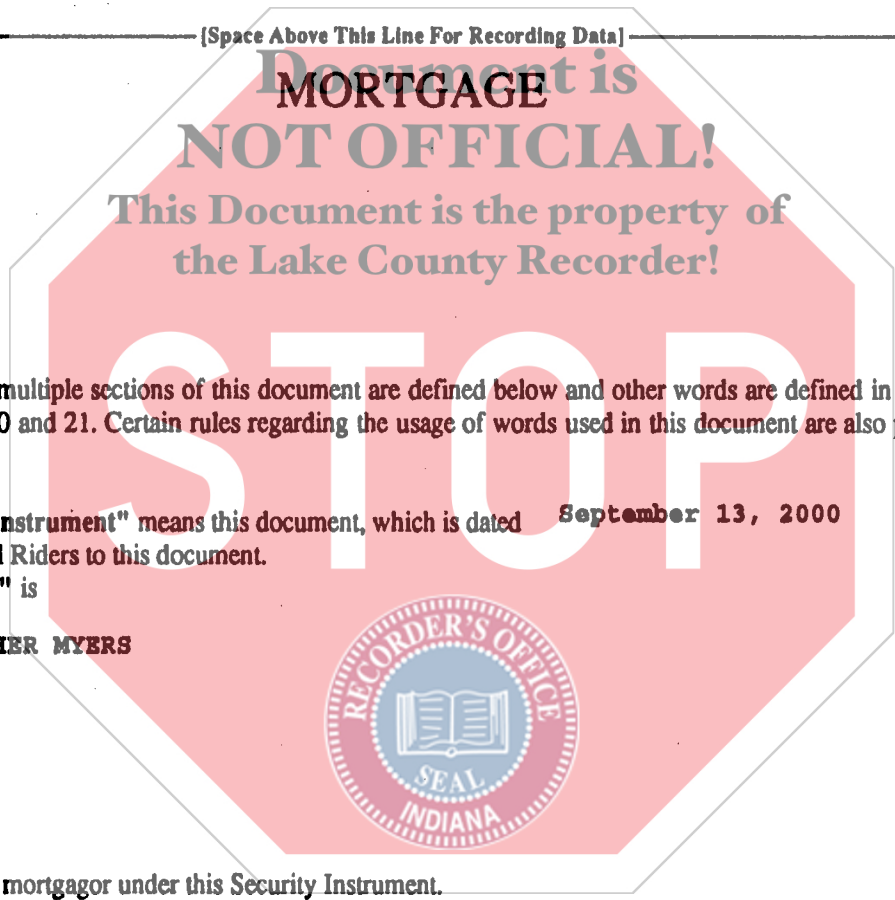 [Space Above This Line For Recording Data]
Document is
MORTGAGE
NOT OFFICIAL!
This Document is the property of
the Lake County Recorder!
STOP
multiple sections of this document are defined below and other words are defined in
0 and 21. Certain rules regarding the usage of words used in this document are also
nstrument" means this document, which is dated September 13, 2000
Riders to this document.
" is
IER MYERS
RECORDER'S OFFICE
SEAL
INDIANA
mortgagor under this Security Instrument.